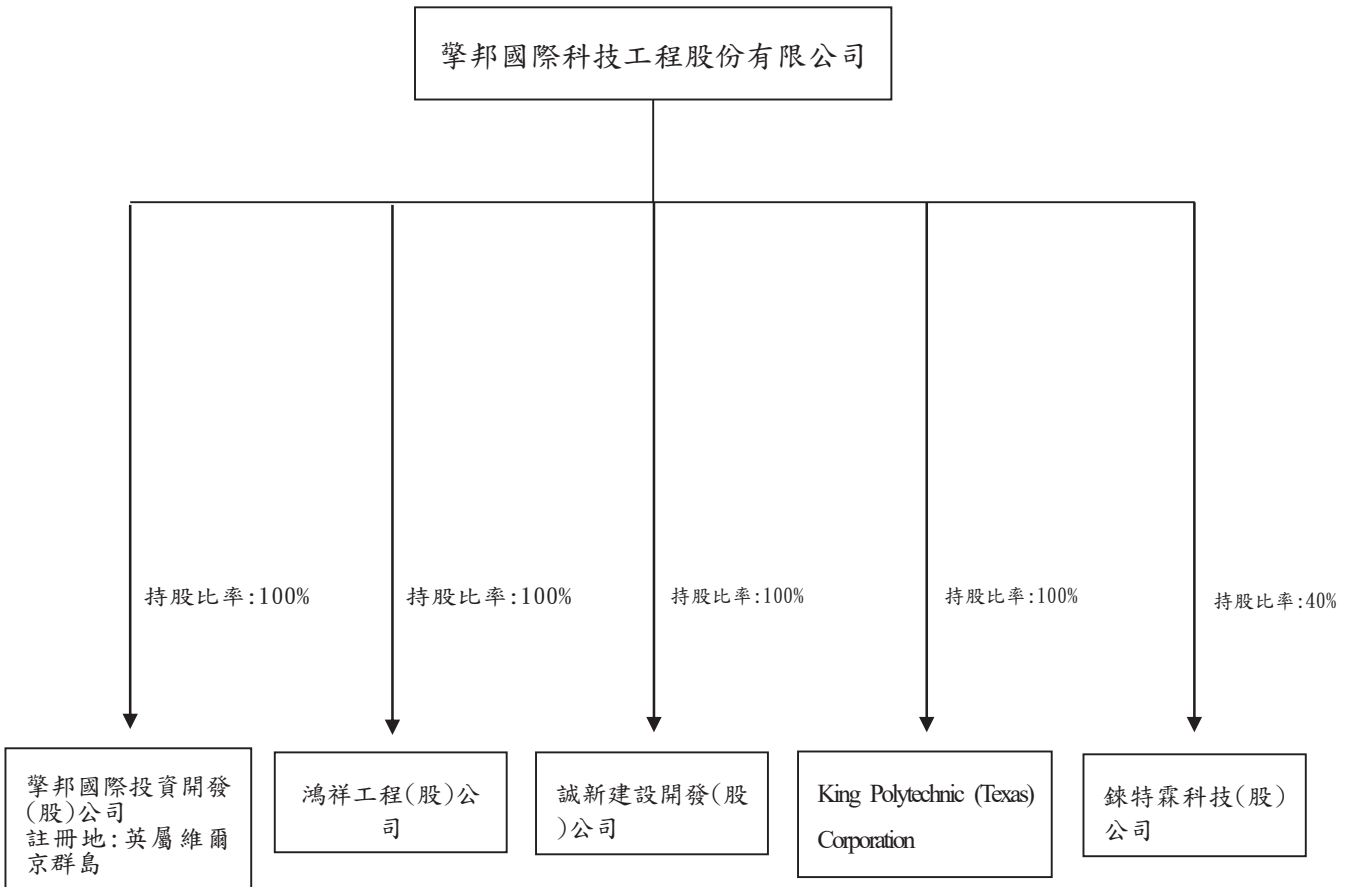 擎邦國際科技工程股份有限公司
持股比率:100%
持股比率:100%
持股比率:100%
持股比率:100%
持股比率:40%
擎邦國際投資開發
(股)公司
註冊地:英屬維爾
京群島
鴻祥工程(股)公
司
誠新建設開發(股
)公司
King Polytechnic (Texas)
Corporation
錸特霖科技(股)
公司